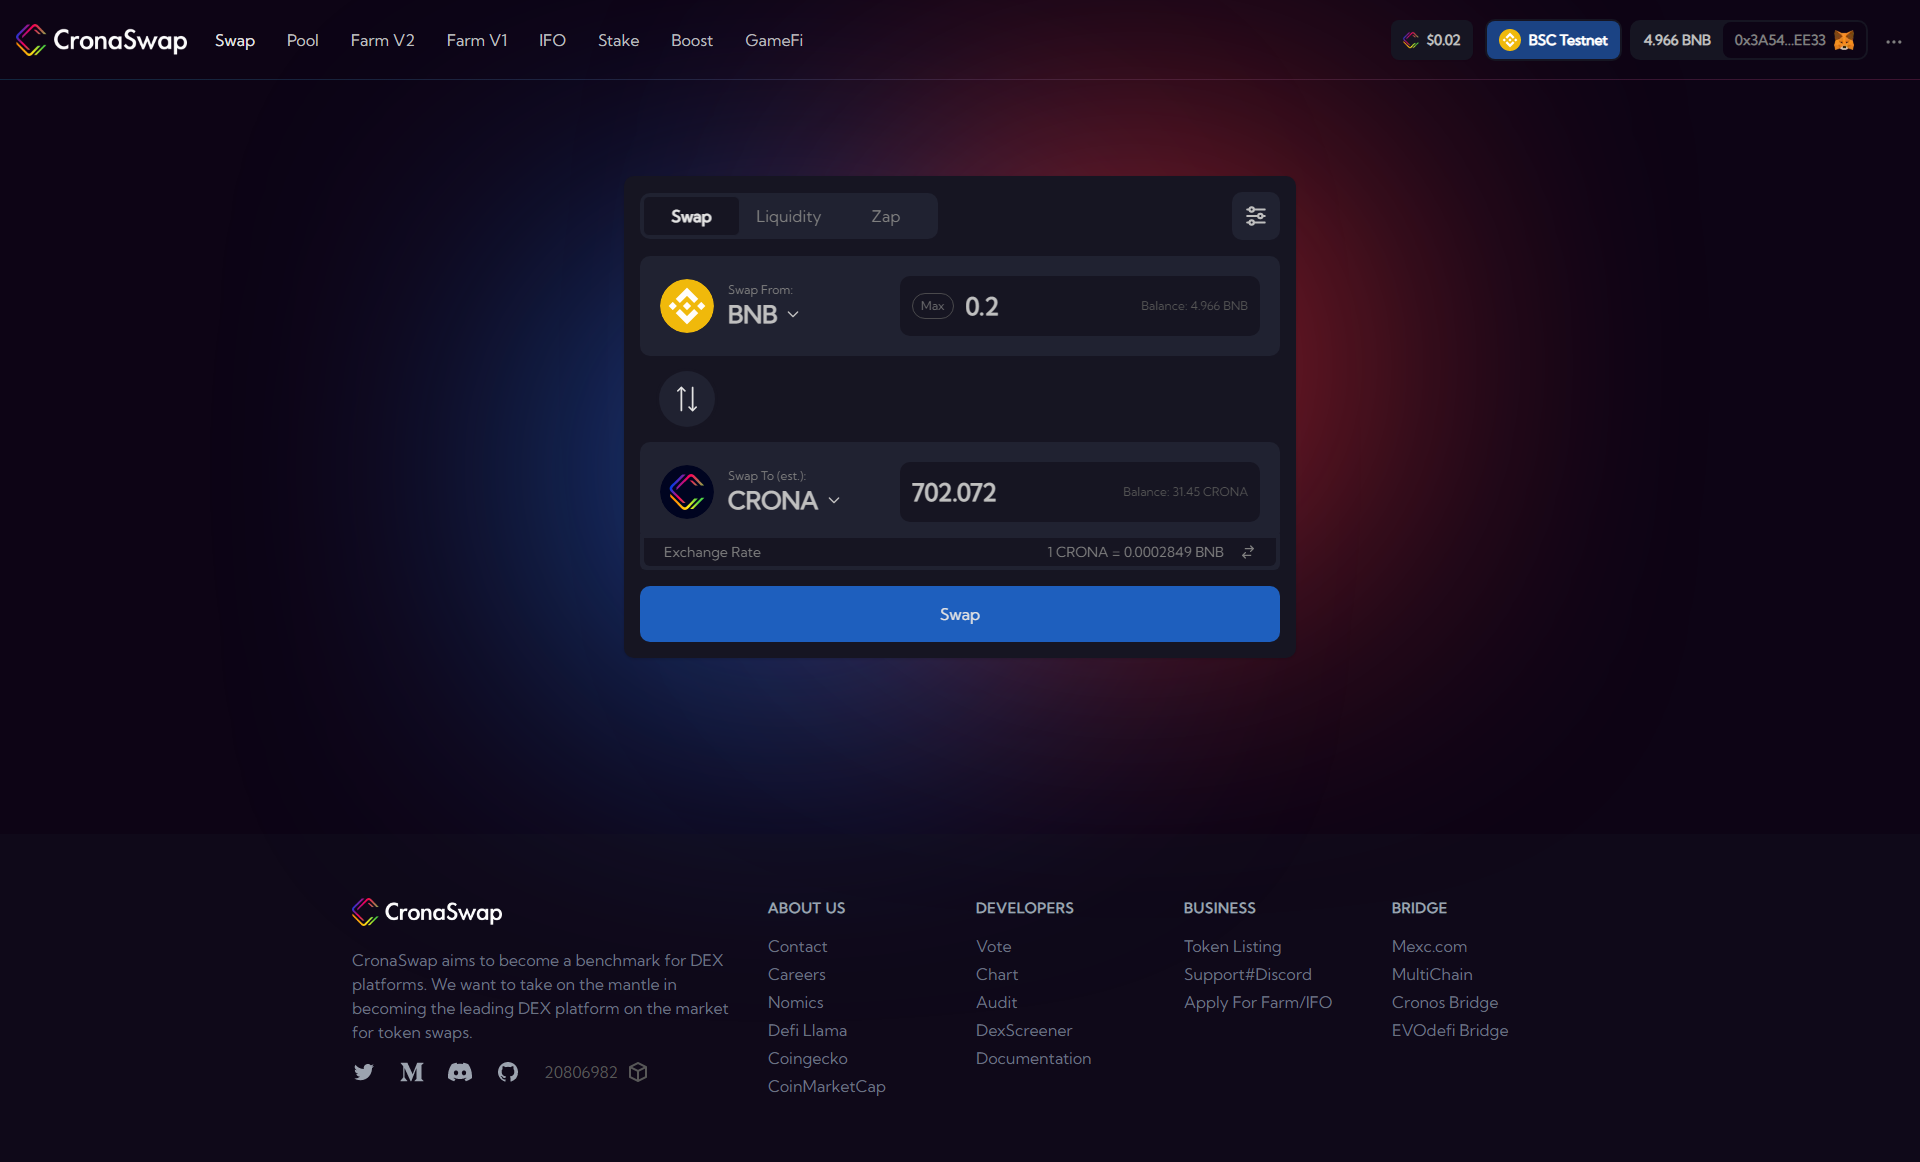 CronaSwap
Swap
Pool
Farm V2
Farm V1
IFO
Stake
Boost
GameFi
$0.02
BSC Testnet
4.966 BNB
0x3A54...EE33
Swap
Liquidity
Zap
Swap From:
BNB
Max
0.2
Balance: 4.966 BNB
Swap To (est.):
CRONA
702.072
Balance: 31.45 CRONA
Exchange Rate
1 CRONA = 0.0002849 BNB
Swap
CronaSwap
CronaSwap aims to become a benchmark for DEX
platforms. We want to take on the mantle in
becoming the leading DEX platform on the market
for token swaps.
20806982
ABOUT US
Contact
Careers
Nomics
Defi Llama
Coingecko
CoinMarketCap
DEVELOPERS
Vote
Chart
Audit
DexScreener
Documentation
BUSINESS
Token Listing
Support#Discord
Apply For Farm/IFO
BRIDGE
Mexc.com
MultiChain
Cronos Bridge
EVOdefi Bridge